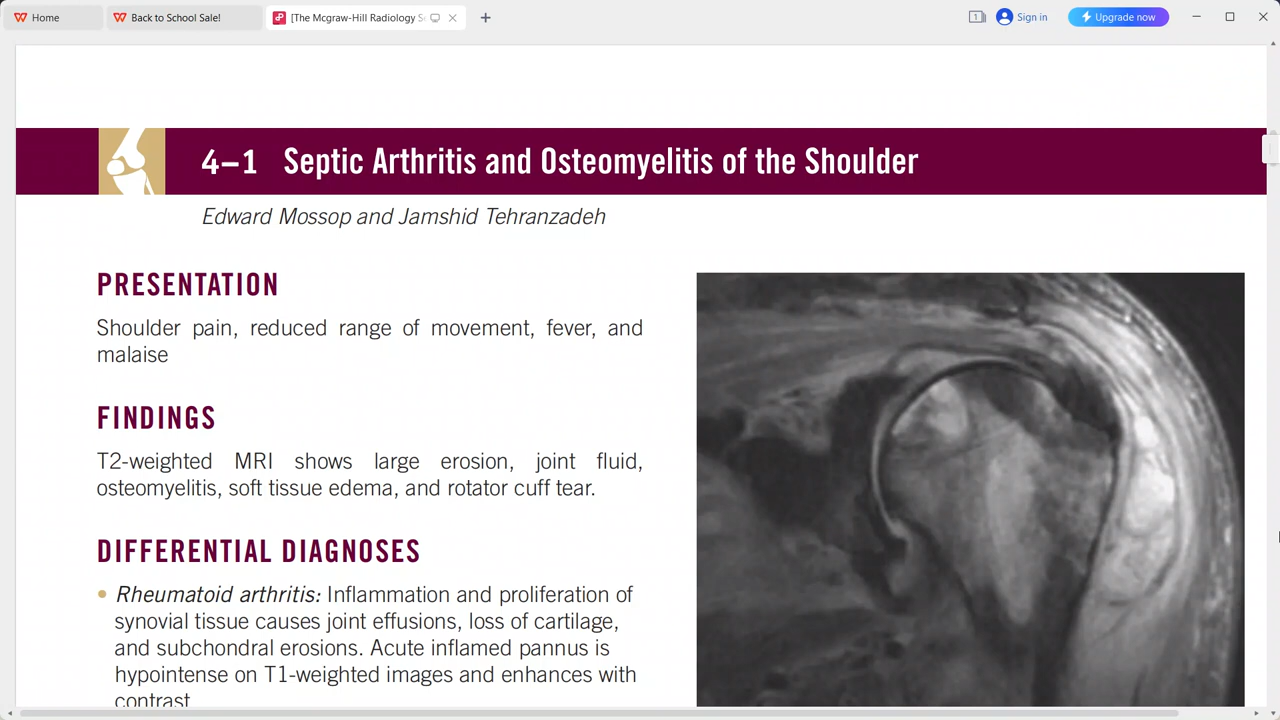 Home
Back to School Sale!
[The Mcgraw-Hill Radiology S
1
Sign in
Upgrade now
4–1 Septic Arthritis and Osteomyelitis of the Shoulder
Edward Mossop and Jamshid Tehranzadeh
PRESENTATION
Shoulder pain, reduced range of movement, fever, and
malaise
FINDINGS
T2-weighted MRI shows large erosion, joint fluid,
osteomyelitis, soft tissue edema, and rotator cuff tear.
DIFFERENTIAL DIAGNOSES
• Rheumatoid arthritis: Inflammation and proliferation of
synovial tissue causes joint effusions, loss of cartilage,
and subchondral erosions. Acute inflamed pannus is
hypointense on T1-weighted images and enhances with
contrast